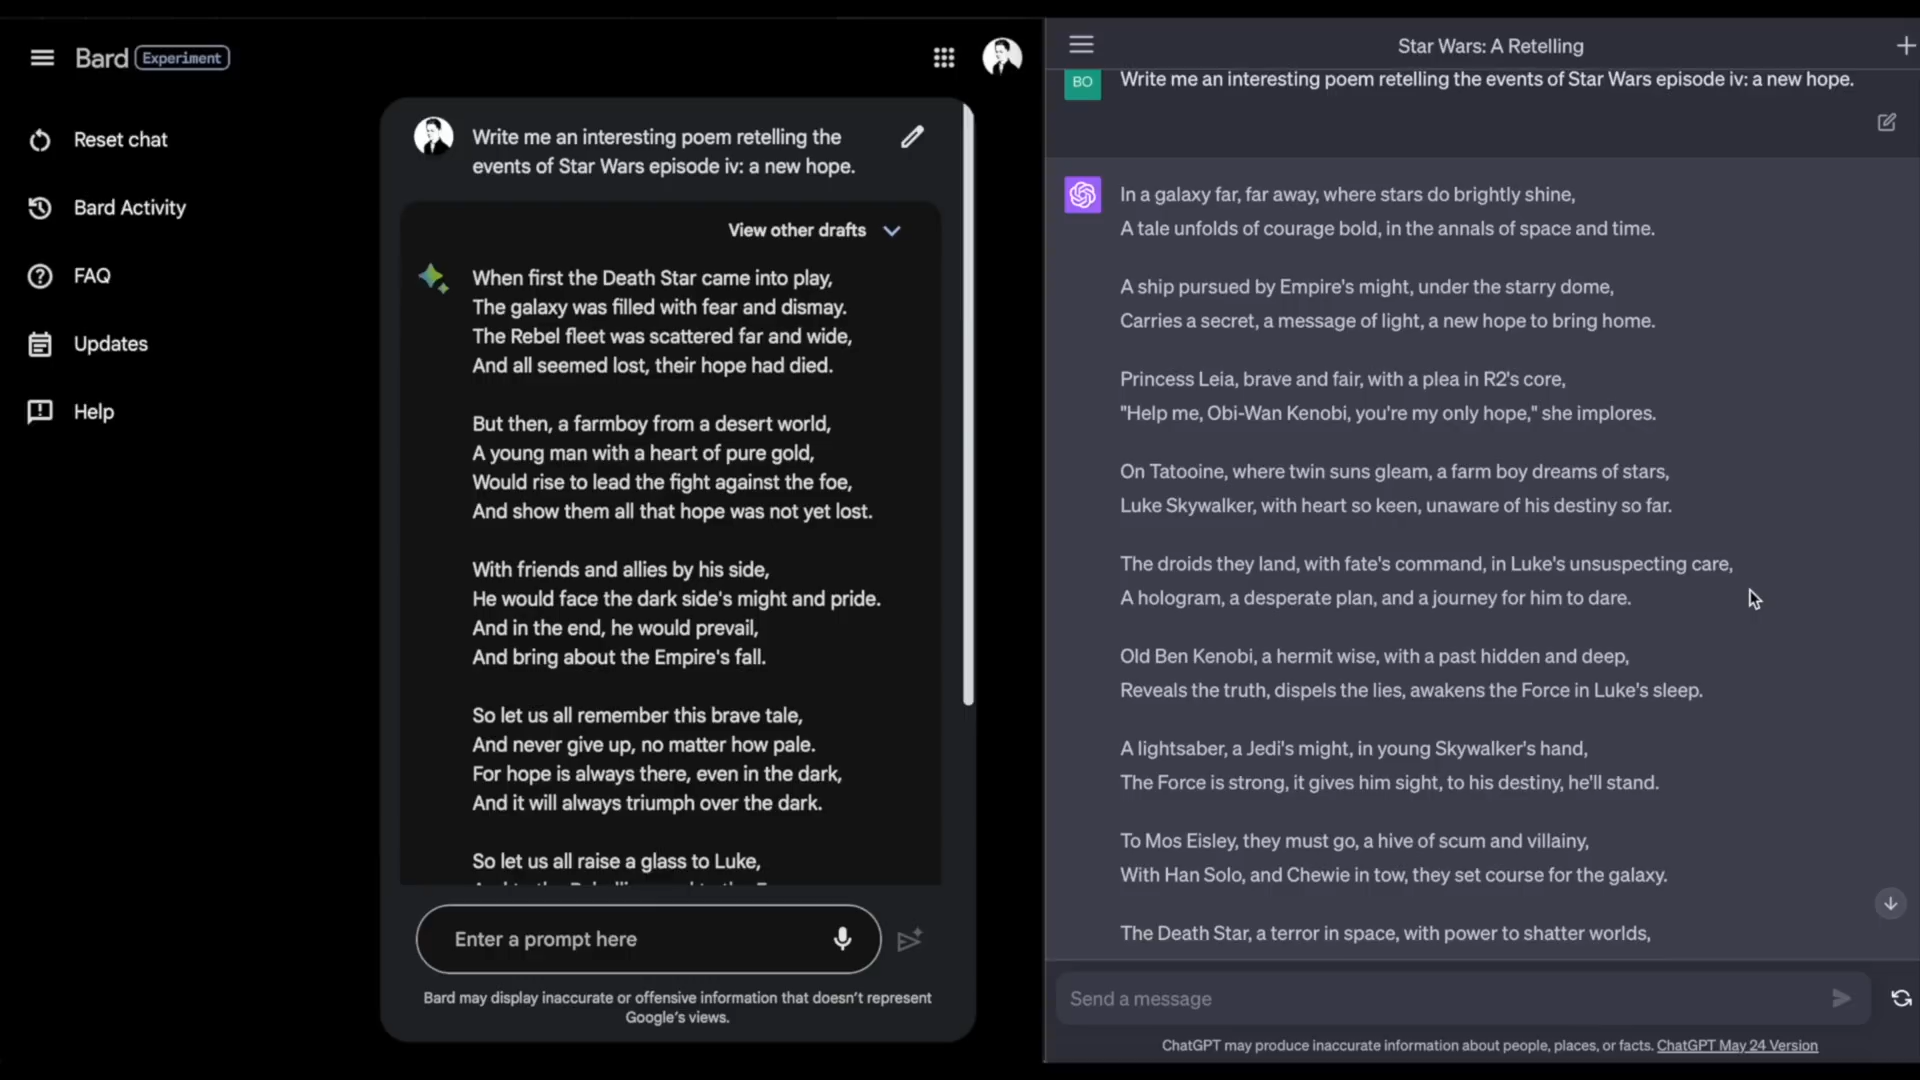 Bard Experiment
Reset chat
Bard Activity
FAQ
Updates
Help
Write me an interesting poem retelling the
events of Star Wars episode iv: a new hope.
View other drafts
When first the Death Star came into play,
The galaxy was filled with fear and dismay.
The Rebel fleet was scattered far and wide,
And all seemed lost, their hope had died.
But then, a farmboy from a desert world,
A young man with a heart of pure gold,
Would rise to lead the fight against the foe,
And show them all that hope was not yet lost.
With friends and allies by his side,
He would face the dark side's might and pride.
And in the end, he would prevail,
And bring about the Empire's fall.
So let us all remember this brave tale,
And never give up, no matter how pale.
For hope is always there, even in the dark,
And it will always triumph over the dark.
So let us all raise a glass to Luke,
Enter a prompt here
Bard may display inaccurate or offensive information that doesn't represent
Google's views.
Star Wars: A Retelling
BO
Write me an interesting poem retelling the events of Star Wars episode iv: a new hope.
In a galaxy far, far away, where stars do brightly shine,
A tale unfolds of courage bold, in the annals of space and time.
A ship pursued by Empire's might, under the starry dome,
Carries a secret, a message of light, a new hope to bring home.
Princess Leia, brave and fair, with a plea in R2's core,
"Help me, Obi-Wan Kenobi, you're my only hope," she implores.
On Tatooine, where twin suns gleam, a farm boy dreams of stars,
Luke Skywalker, with heart so keen, unaware of his destiny so far.
The droids they land, with fate's command, in Luke's unsuspecting care,
A hologram, a desperate plan, and a journey for him to dare.
Old Ben Kenobi, a hermit wise, with a past hidden and deep,
Reveals the truth, dispels the lies, awakens the Force in Luke's sleep.
A lightsaber, a Jedi's might, in young Skywalker's hand,
The Force is strong, it gives him sight, to his destiny, he'll stand.
To Mos Eisley, they must go, a hive of scum and villainy,
With Han Solo, and Chewie in tow, they set course for the galaxy.
The Death Star, a terror in space, with power to shatter worlds,
Send a message
ChatGPT may produce inaccurate information about people, places, or facts. ChatGPT May 24 Version